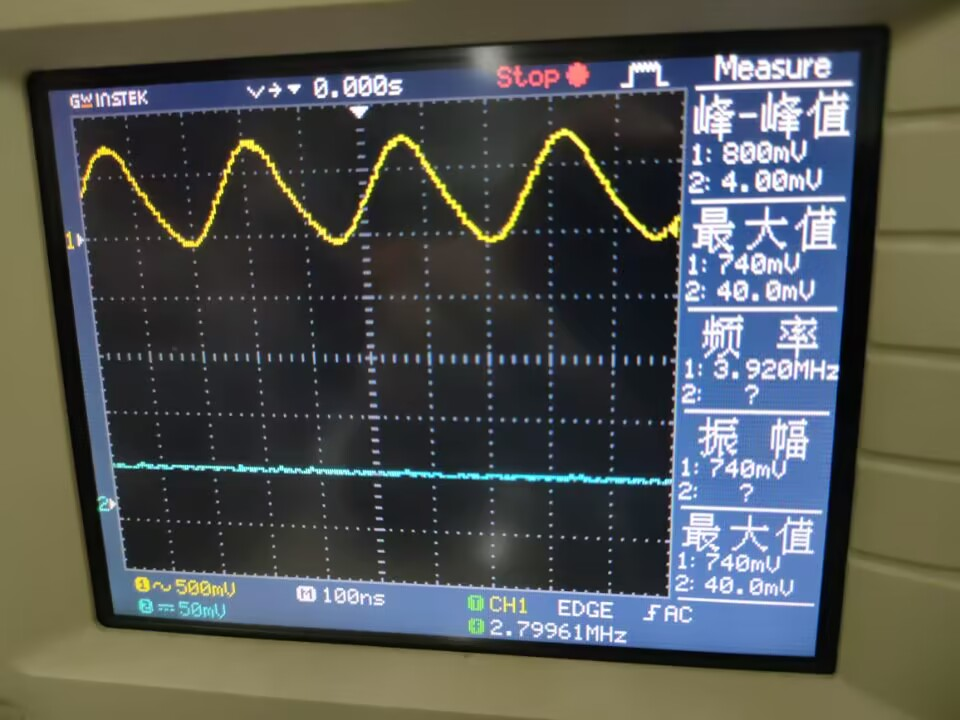 GWINSTEK 0.000s Stop Measure
峰-峰值
1: 800mV
2: 4.00mV
最大值
1: 740mV
2: 40.0mV
频 率
1: 3.920MHz
2: ?
振 幅
1: 740mV
2: ?
最大值
1: 740mV
2: 40.0mV
1
2
1 500mV M 100ns T CH1 EDGE AC
2 50mV 2.79961MHz